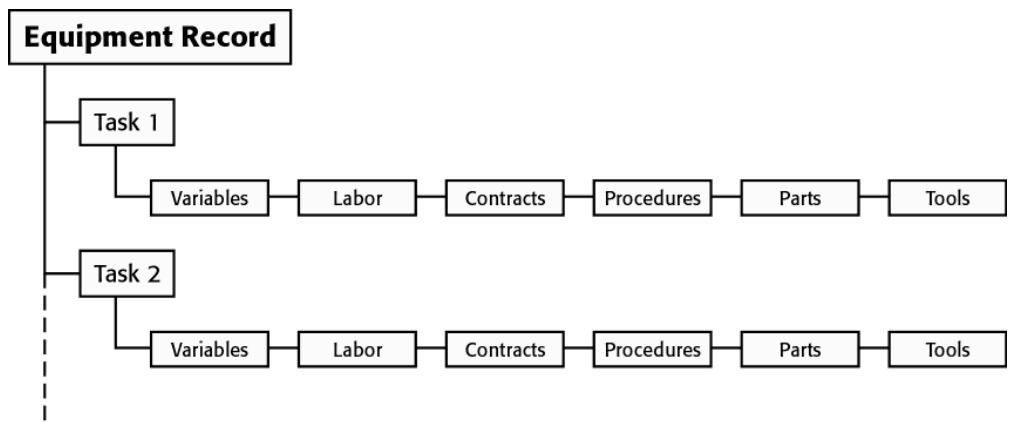 Equipment Record
Task 1
Variables Labor Contracts Procedures Parts Tools
Task 2
Variables Labor Contracts Procedures Parts Tools